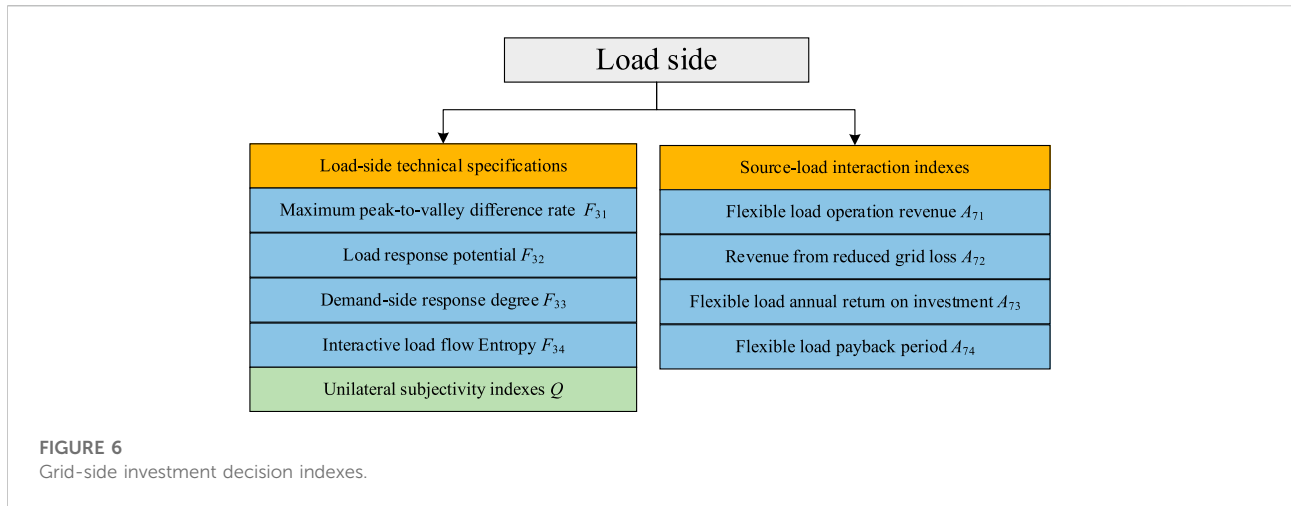 Load side
Load-side technical specifications
Maximum peak-to-valley difference rate F31
Load response potential F32
Demand-side response degree F33
Interactive load flow Entropy F34
Unilateral subjectivity indexes Q
Source-load interaction indexes
Flexible load operation revenue A71
Revenue from reduced grid loss A72
Flexible load annual return on investment A73
Flexible load payback period A74
FIGURE 6
Grid-side investment decision indexes.